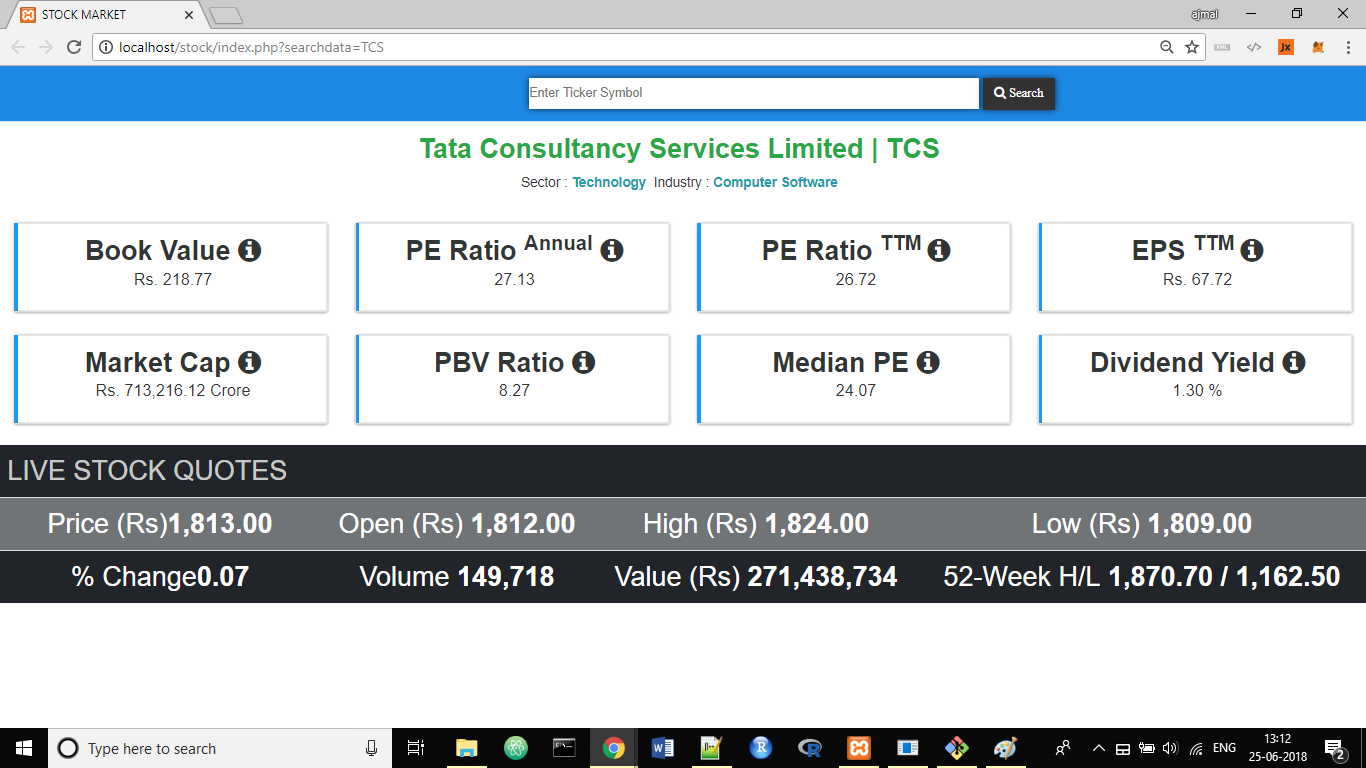 STOCK MARKET
ajmal
localhost/stock/index.php?searchdata=TCS
Enter Ticker Symbol Search
Tata Consultancy Services Limited | TCS
Sector : Technology Industry : Computer Software
Book Value PE Ratio Annual PE Ratio TTM EPS TTM
Rs. 218.77 27.13 26.72 Rs. 67.72
Market Cap PBV Ratio Median PE Dividend Yield
Rs. 713,216.12 Crore 8.27 24.07 1.30 %
LIVE STOCK QUOTES
Price (Rs)1,813.00 Open (Rs) 1,812.00 High (Rs) 1,824.00 Low (Rs) 1,809.00
% Change0.07 Volume 149,718 Value (Rs) 271,438,734 52-Week H/L 1,870.70 / 1,162.50
Type here to search
ENG
13:12
25-06-2018
2